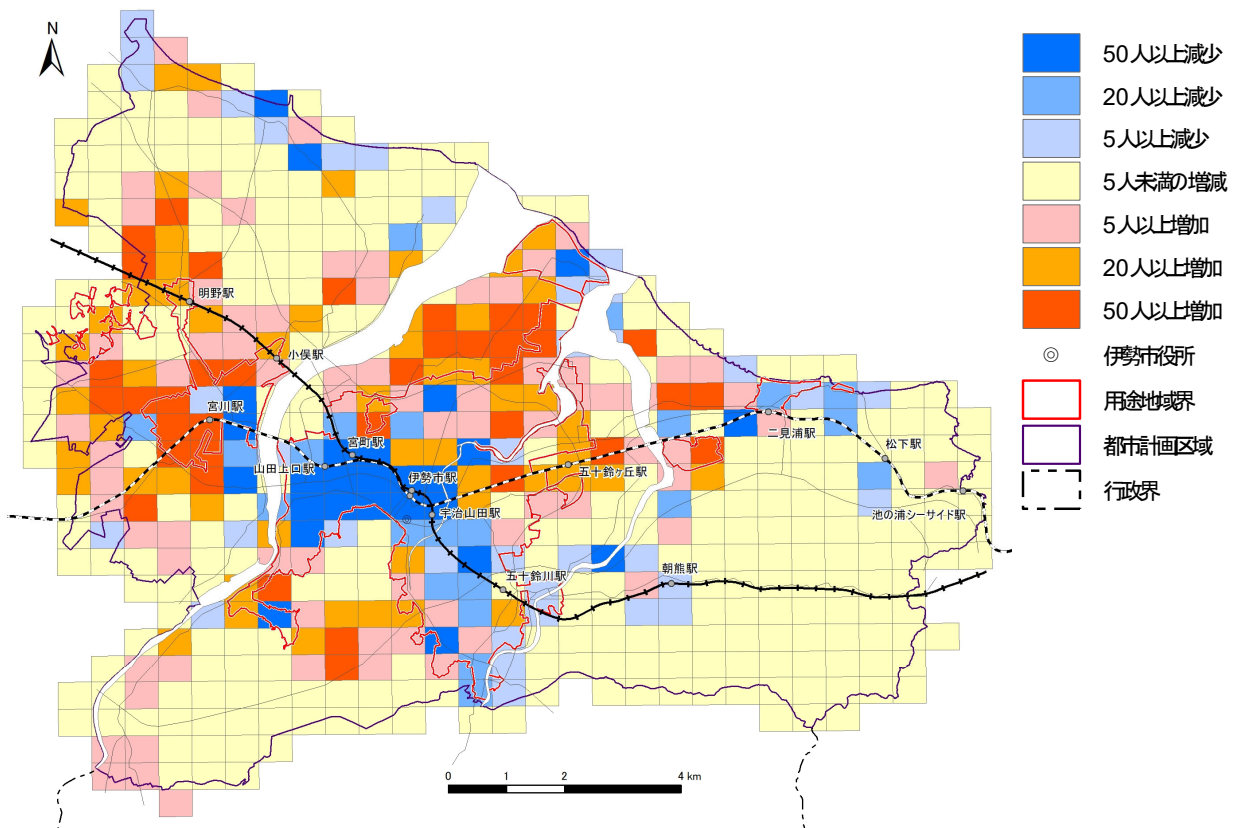 N
50人以上減少
20人以上減少
5人以上減少
5人未満の増減
5人以上増加
20人以上増加
50人以上増加
伊勢市役所
用途地域界
都市計画区域
行政界
明野駅
小俣駅
宮川駅
宮町駅
山田上口駅
伊勢市駅
宇治山田駅
五十鈴ヶ丘駅
二見浦駅
松下駅
池の浦シーサイド駅
五十鈴川駅
朝熊駅
0 1 2 4 km